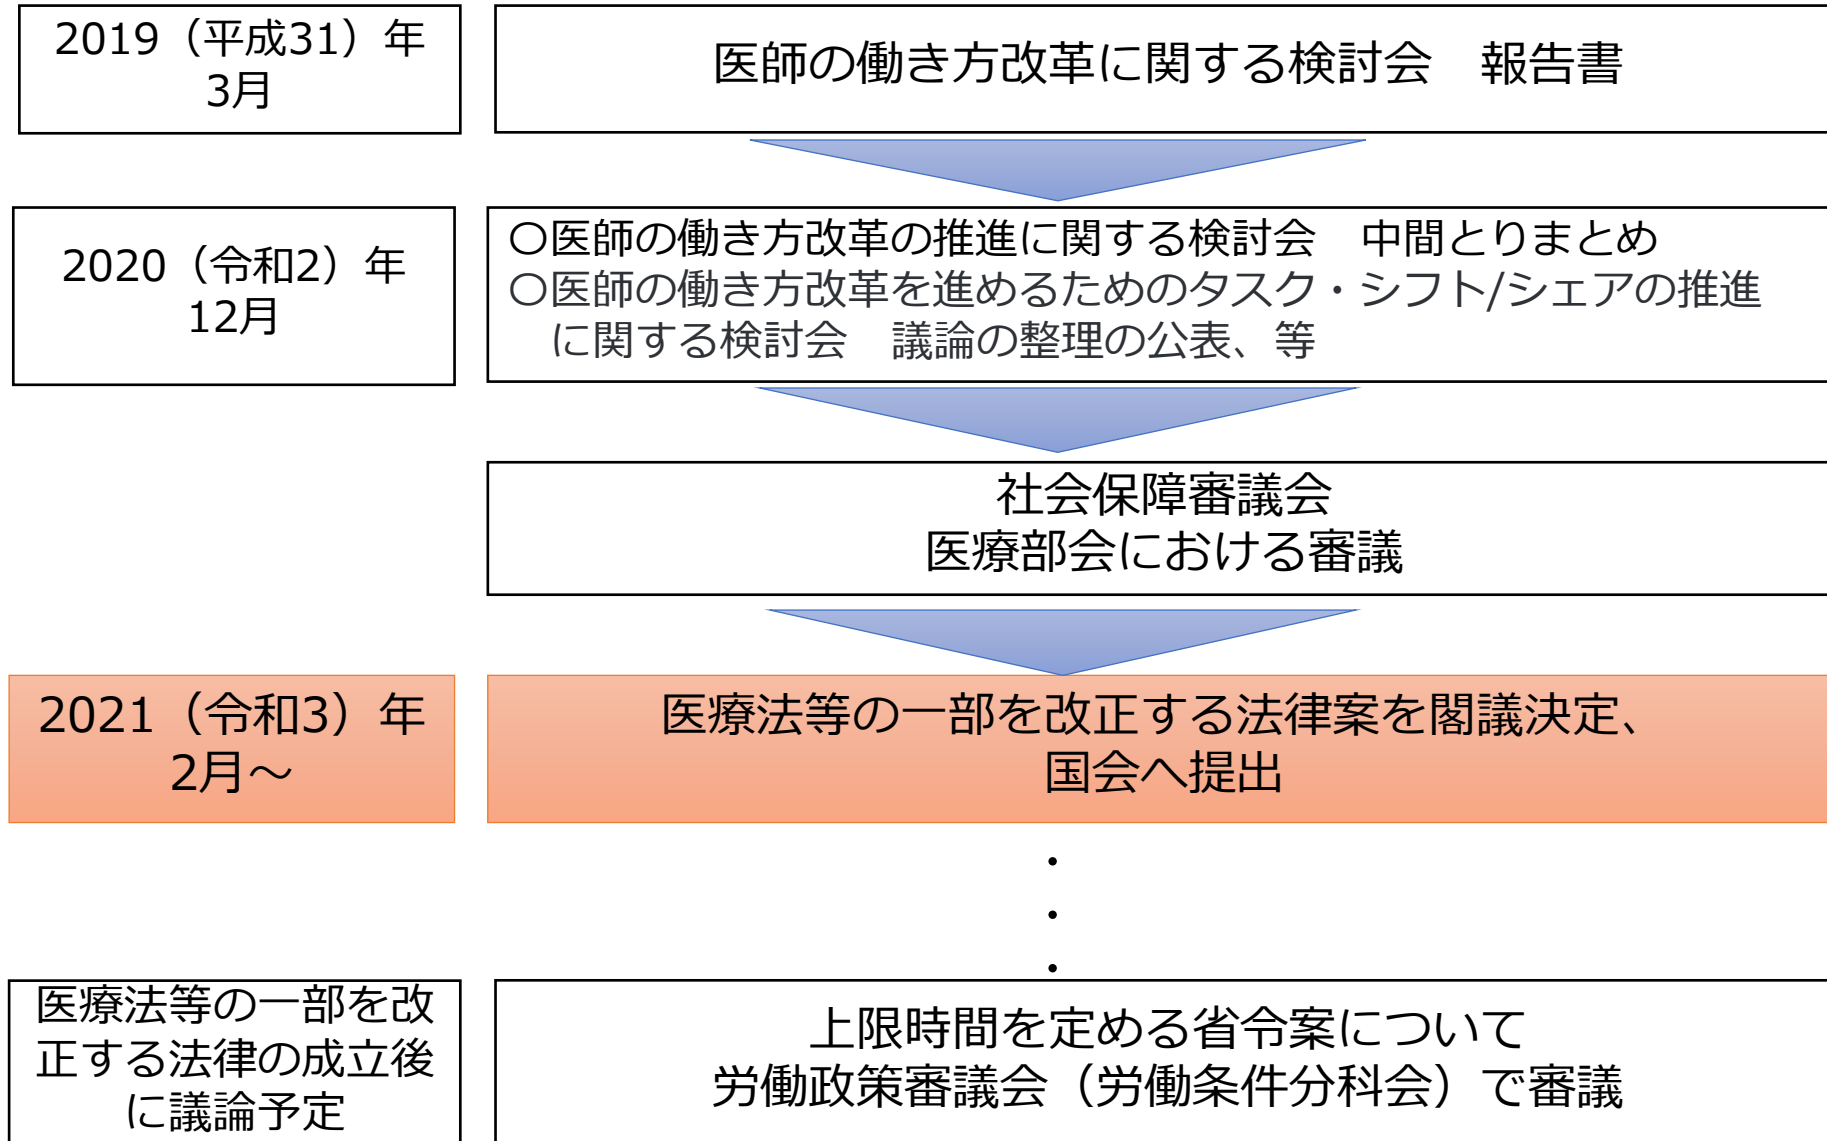 2019（平成31）年
3月
医師の働き方改革に関する検討会　報告書
2020（令和2）年
12月
〇医師の働き方改革の推進に関する検討会　中間とりまとめ
〇医師の働き方改革を進めるためのタスク・シフト/シェアの推進
に関する検討会　議論の整理の公表、等
社会保障審議会
医療部会における審議
2021（令和3）年
2月～
医療法等の一部を改正する法律案を閣議決定、
国会へ提出
・
・
・
医療法等の一部を改
正する法律の成立後
に議論予定
上限時間を定める省令案について
労働政策審議会（労働条件分科会）で審議